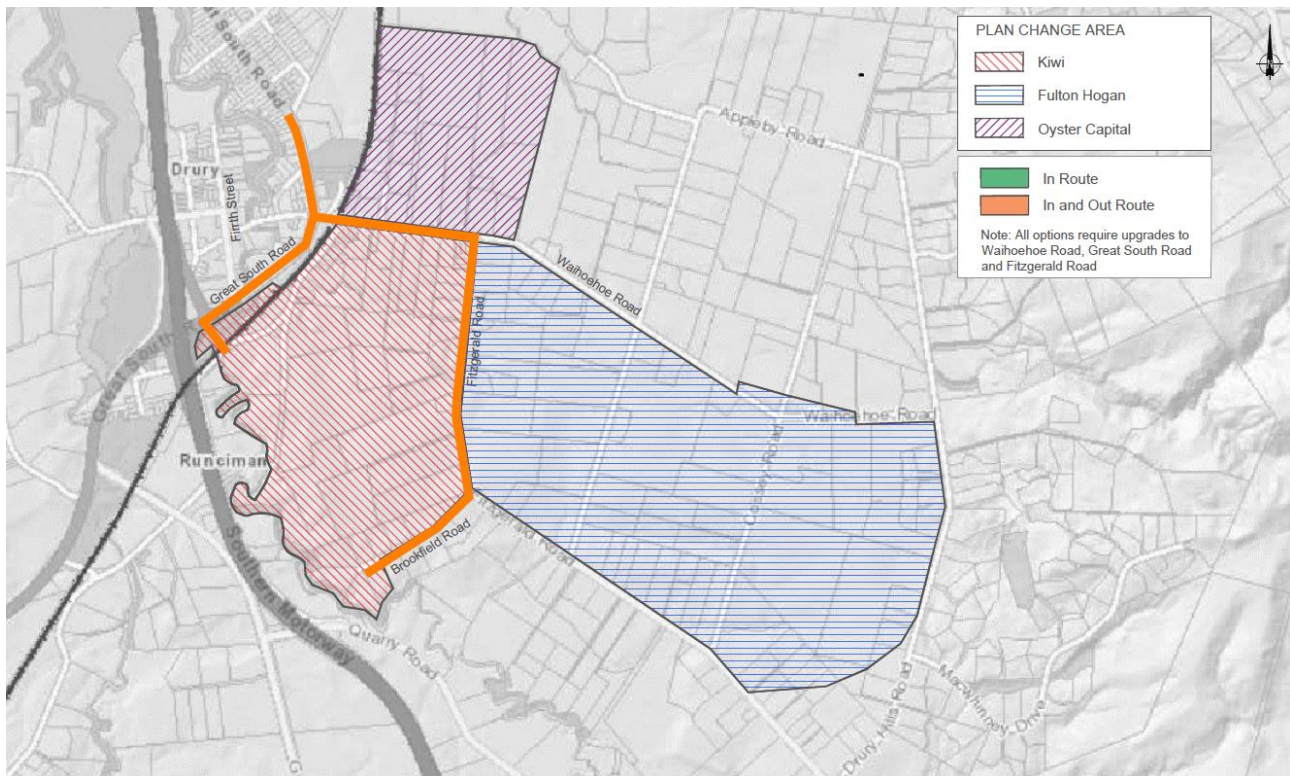 PLAN CHANGE AREA
Kiwi
Fulton Hogan
Oyster Capital
In Route
In and Out Route
Note: All options require upgrades to
Waihoehoe Road, Great South Road
and Fitzgerald Road
South Road
Appleby Road
Drury
Firth Street
Great South Road
Waihoehoe Road
Fitzgerald Road
Great South
Waihoehoe Road
Runciman
Cossey Road
Fitzgerald Road
Brookfield Road
Southern Motorway
Quarry Road
MacWhinney Drive
Drury Hills Road
G